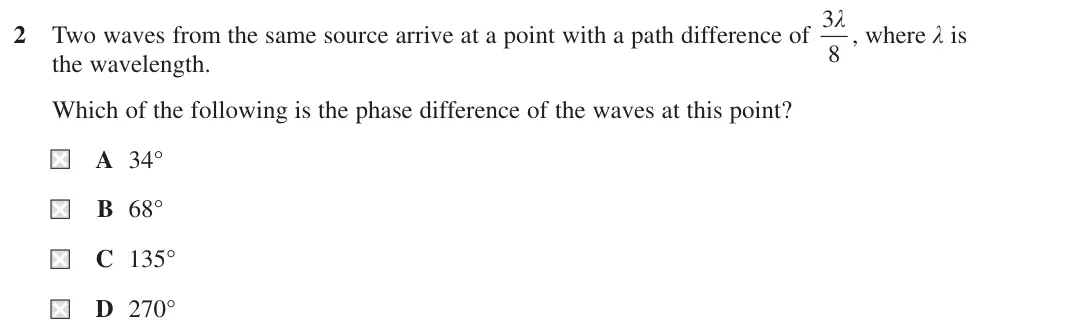 2 Two waves from the same source arrive at a point with a path difference of 3λ/8, where λ is
the wavelength.
Which of the following is the phase difference of the waves at this point?
A 34°
B 68°
C 135°
D 270°